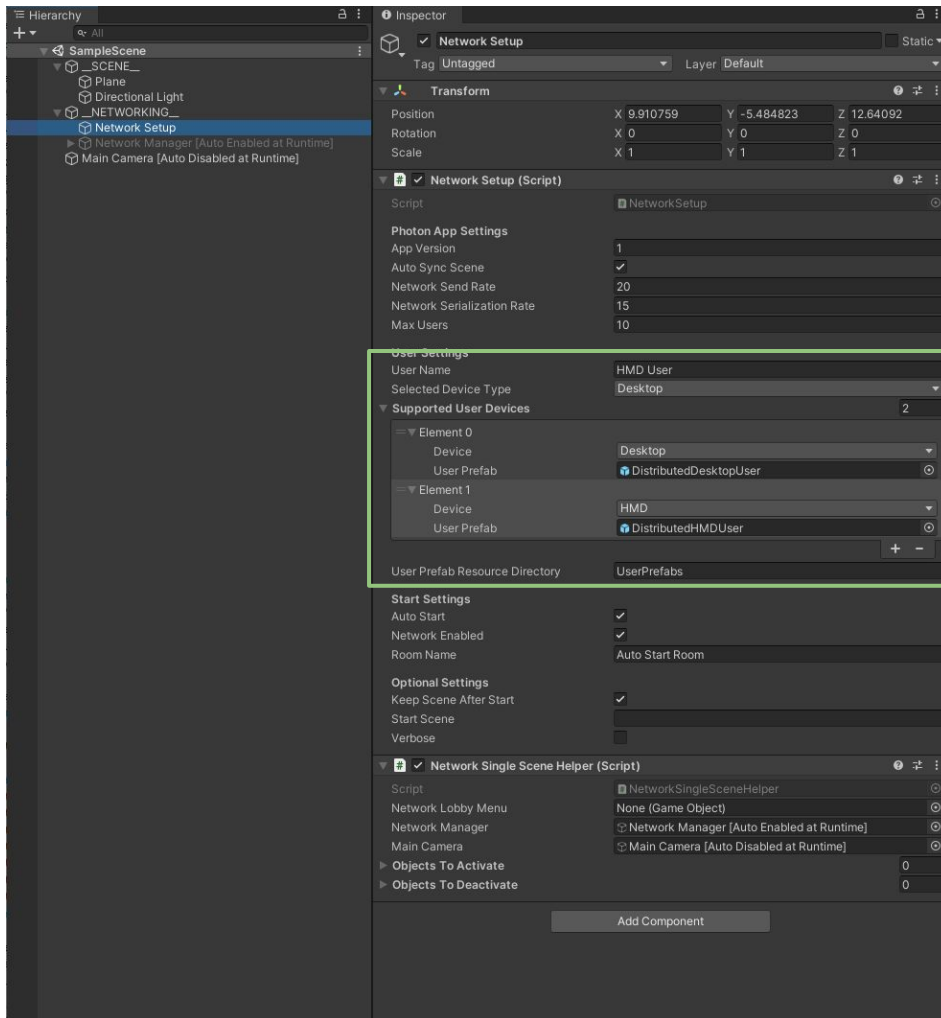 Hierarchy
All
SampleScene
__SCENE__
Plane
Directional Light
__NETWORKING__
Network Setup
Network Manager [Auto Enabled at Runtime]
Main Camera [Auto Disabled at Runtime]
Inspector
Network Setup Static
Tag Untagged Layer Default
Transform
Position X 9.910759 Y -5.484823 Z 12.64092
Rotation X 0 Y 0 Z 0
Scale X 1 Y 1 Z 1
# Network Setup (Script)
Script NetworkSetup
Photon App Settings
App Version 1
Auto Sync Scene
Network Send Rate 20
Network Serialization Rate 15
Max Users 10
User Settings
User Name HMD User
Selected Device Type Desktop
Supported User Devices 2
Element 0
Device Desktop
User Prefab DistributedDesktopUser
Element 1
Device HMD
User Prefab DistributedHMDUser
+ −
User Prefab Resource Directory UserPrefabs
Start Settings
Auto Start
Network Enabled
Room Name Auto Start Room
Optional Settings
Keep Scene After Start
Start Scene
Verbose
# Network Single Scene Helper (Script)
Script NetworkSingleSceneHelper
Network Lobby Menu None (Game Object)
Network Manager Network Manager [Auto Enabled at Runtime]
Main Camera Main Camera [Auto Disabled at Runtime]
Objects To Activate 0
Objects To Deactivate 0
Add Component